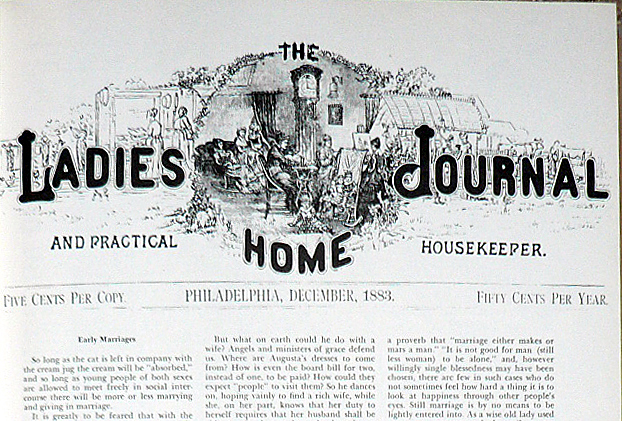 THE
LADIES JOURNAL
HOME
AND PRACTICAL HOUSEKEEPER.
FIVE CENTS PER COPY. PHILADELPHIA, DECEMBER, 1883. FIFTY CENTS PER YEAR.
Early Marriages
So long as the cat is left in company with
the cream jug the cream will be "absorbed,"
and so long as young people of both sexes
are allowed to meet freely in social inter-
course there will be more or less marrying
and giving in marriage.
It is greatly to be feared that with the
But what on earth could he do with a
wife? Angels and ministers of grace defend
us. Where are Augusta's dresses to come
from? How is even the board bill for two,
instead of one, to be paid? How could they
expect "people" to visit them? So he dances
on, hoping vainly to find a rich wife, while
she, on her part, knows that her duty to
herself requires that her husband shall be
a proverb that "marriage either makes or
mars a man." "It is not good for man (still
less woman) to be alone," and, however
willingly single blessedness may have been
chosen, there are few in such cases who do
not sometimes feel how hard a thing it is to
look at happiness through other people's
eyes. Still marriage is by no means to be
lightly entered into. As a wise old lady used